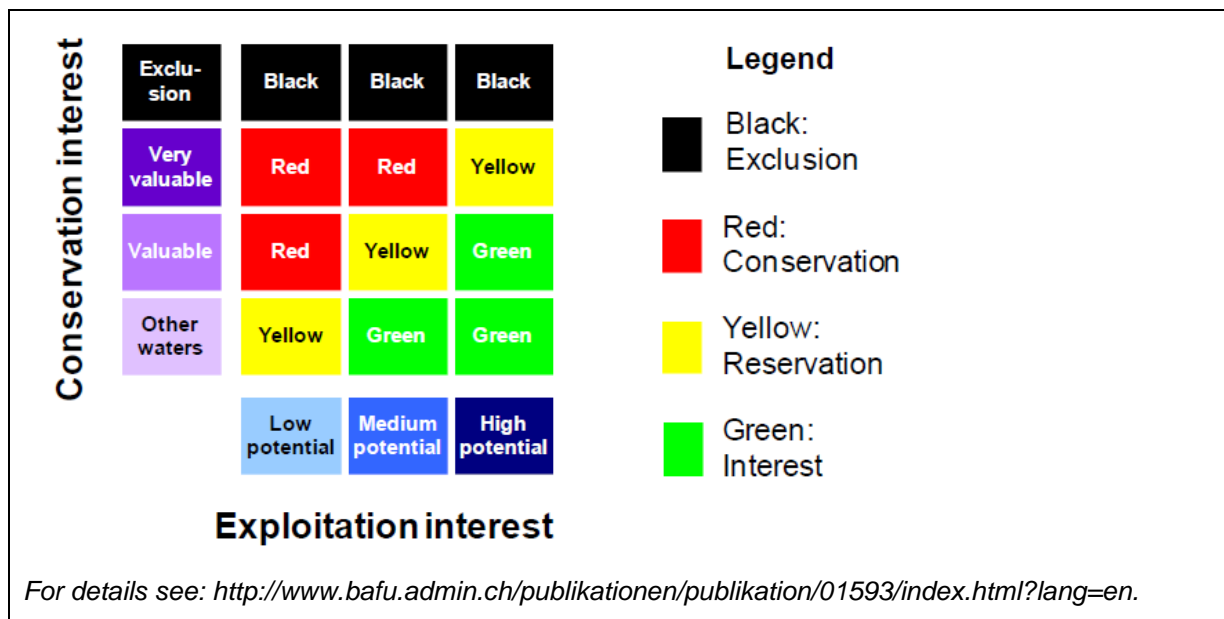 Conservation interest
Exclu-
sion
Black
Black
Black
Very
valuable
Red
Red
Yellow
Valuable
Red
Yellow
Green
Other
waters
Yellow
Green
Green
Low
potential
Medium
potential
High
potential
Exploitation interest
Legend
Black:
Exclusion
Red:
Conservation
Yellow:
Reservation
Green:
Interest
For details see: http://www.bafu.admin.ch/publikationen/publikation/01593/index.html?lang=en.